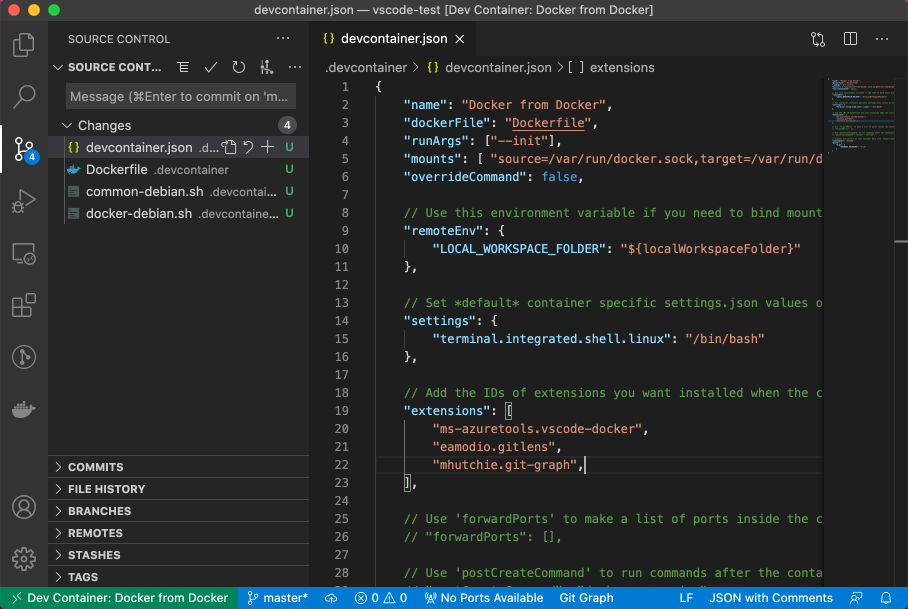 devcontainer.json — vscode-test [Dev Container: Docker from Docker]
SOURCE CONTROL
SOURCE CONT...
Message (⌘Enter to commit on 'm...
Changes 4
devcontainer.json .d... U
Dockerfile .devcontainer U
common-debian.sh .devcontai... U
docker-debian.sh .devcontaine... U
4
COMMITS
FILE HISTORY
BRANCHES
REMOTES
STASHES
TAGS
{} devcontainer.json
.devcontainer > {} devcontainer.json > [ ] extensions
1 {
2 "name": "Docker from Docker",
3 "dockerFile": "Dockerfile",
4 "runArgs": ["--init"],
5 "mounts": [ "source=/var/run/docker.sock,target=/var/run/d
6 "overrideCommand": false,
7
8 // Use this environment variable if you need to bind mount
9 "remoteEnv": {
10 "LOCAL_WORKSPACE_FOLDER": "${localWorkspaceFolder}"
11 },
12
13 // Set *default* container specific settings.json values o
14 "settings": {
15 "terminal.integrated.shell.linux": "/bin/bash"
16 },
17
18 // Add the IDs of extensions you want installed when the c
19 "extensions": [
20 "ms-azuretools.vscode-docker",
21 "eamodio.gitlens",
22 "mhutchie.git-graph",
23 ],
24
25 // Use 'forwardPorts' to make a list of ports inside the c
26 // "forwardPorts": [],
27
28 // Use 'postCreateCommand' to run commands after the conta
Dev Container: Docker from Docker master* 0 0 No Ports Available Git Graph LF JSON with Comments